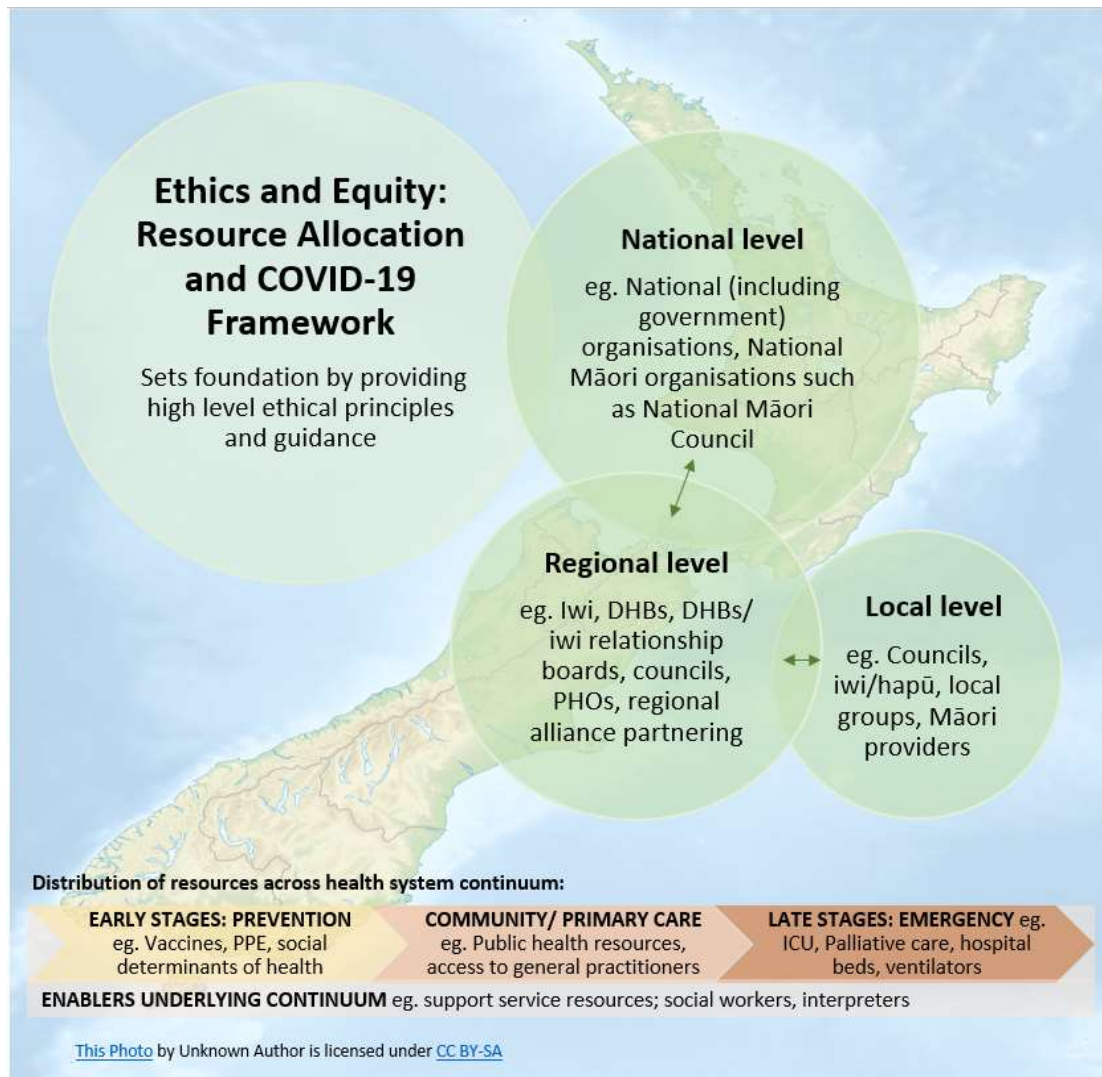 Ethics and Equity:
Resource Allocation
and COVID-19
Framework
Sets foundation by providing
high level ethical principles
and guidance
National level
eg. National (including
government)
organisations, National
Māori organisations such
as National Māori
Council
Regional level
eg. Iwi, DHBs, DHBs/
iwi relationship
boards, councils,
PHOs, regional
alliance partnering
Local level
eg. Councils,
iwi/hapū, local
groups, Māori
providers
Distribution of resources across health system continuum:
EARLY STAGES: PREVENTION
eg. Vaccines, PPE, social
determinants of health
COMMUNITY/ PRIMARY CARE
eg. Public health resources,
access to general practitioners
LATE STAGES: EMERGENCY eg.
ICU, Palliative care, hospital
beds, ventilators
ENABLERS UNDERLYING CONTINUUM eg. support service resources; social workers, interpreters
This Photo by Unknown Author is licensed under CC BY-SA